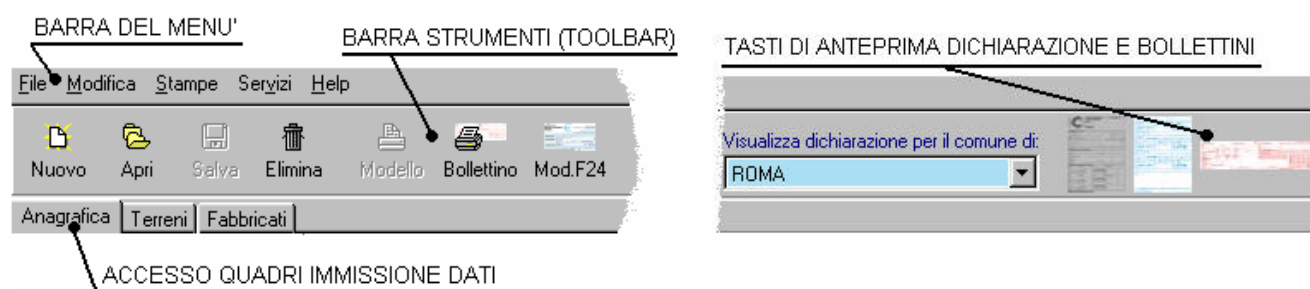 BARRA DEL MENU'
BARRA STRUMENTI (TOOLBAR)
File Modifica Stampe Servizi Help
Nuovo Apri Salva Elimina Modello Bollettino Mod.F24
Anagrafica Terreni Fabbricati
ACCESSO QUADRI IMMISSIONE DATI
TASTI DI ANTEPRIMA DICHIARAZIONE E BOLLETTINI
Visualizza dichiarazione per il comune di:
ROMA